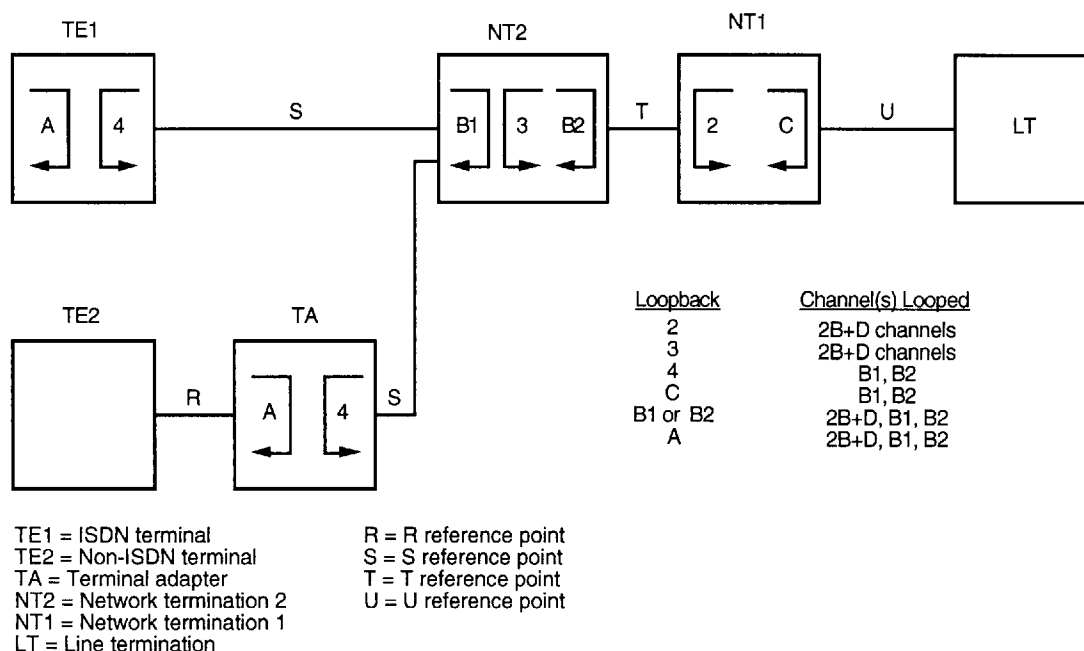 TE1
NT2
NT1
A 4
S
B1 3 B2
T
2 C
U
LT
TE2
TA
R
A 4
S
Loopback Channel(s) Looped
2 2B+D channels
3 2B+D channels
4 B1, B2
C B1, B2
B1 or B2 2B+D, B1, B2
A 2B+D, B1, B2
TE1 = ISDN terminal
TE2 = Non-ISDN terminal
TA = Terminal adapter
NT2 = Network termination 2
NT1 = Network termination 1
LT = Line termination
R = R reference point
S = S reference point
T = T reference point
U = U reference point